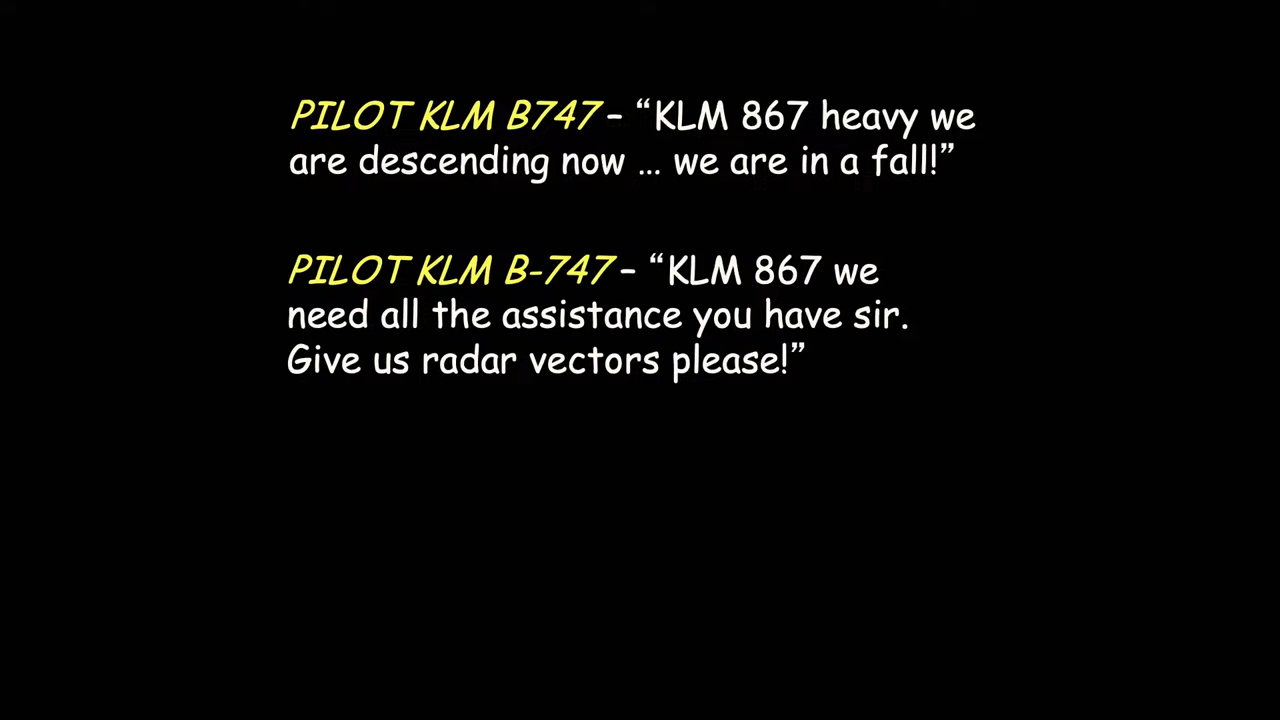 PILOT KLM B747 – “KLM 867 heavy we
are descending now … we are in a fall!”
PILOT KLM B-747 – “KLM 867 we
need all the assistance you have sir.
Give us radar vectors please!”